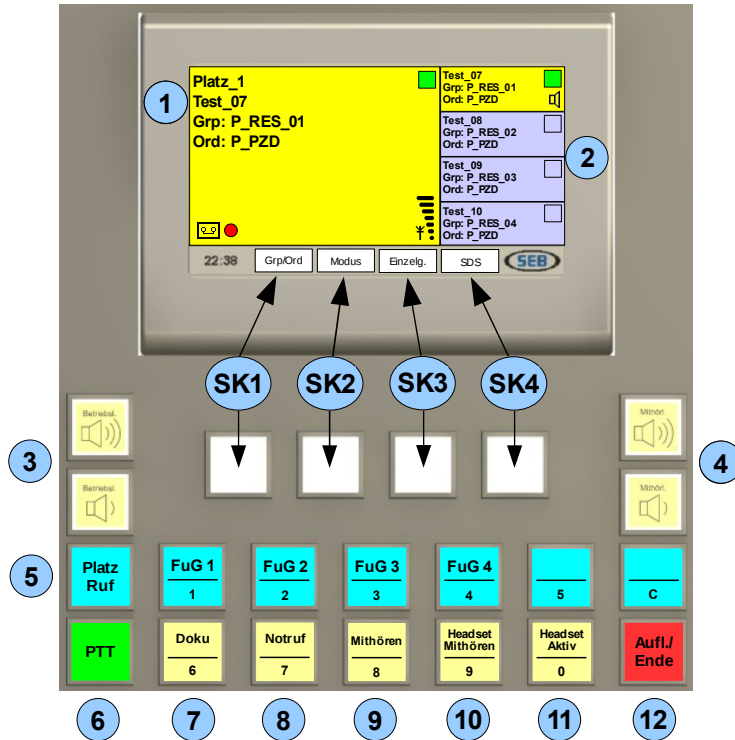 Platz_1
Test_07
Grp: P_RES_01
Ord: P_PZD
Test_07
Grp: P_RES_01
Ord: P_PZD
Test_08
Grp: P_RES_02
Ord: P_PZD
Test_09
Grp: P_RES_03
Ord: P_PZD
Test_10
Grp: P_RES_04
Ord: P_PZD
1
2
22:38
Grp/Ord
Modus
Einzelg.
SDS
SEB
SK1
SK2
SK3
SK4
Betriebsl.
Mithörl.
3
4
Betriebsl.
Mithörl.
5
Platz
Ruf
FuG 1
1
FuG 2
2
FuG 3
3
FuG 4
4
5
C
PTT
Doku
6
Notruf
7
Mithören
8
Headset
Mithören
9
Headset
Aktiv
0
Aufl./
Ende
6
7
8
9
10
11
12